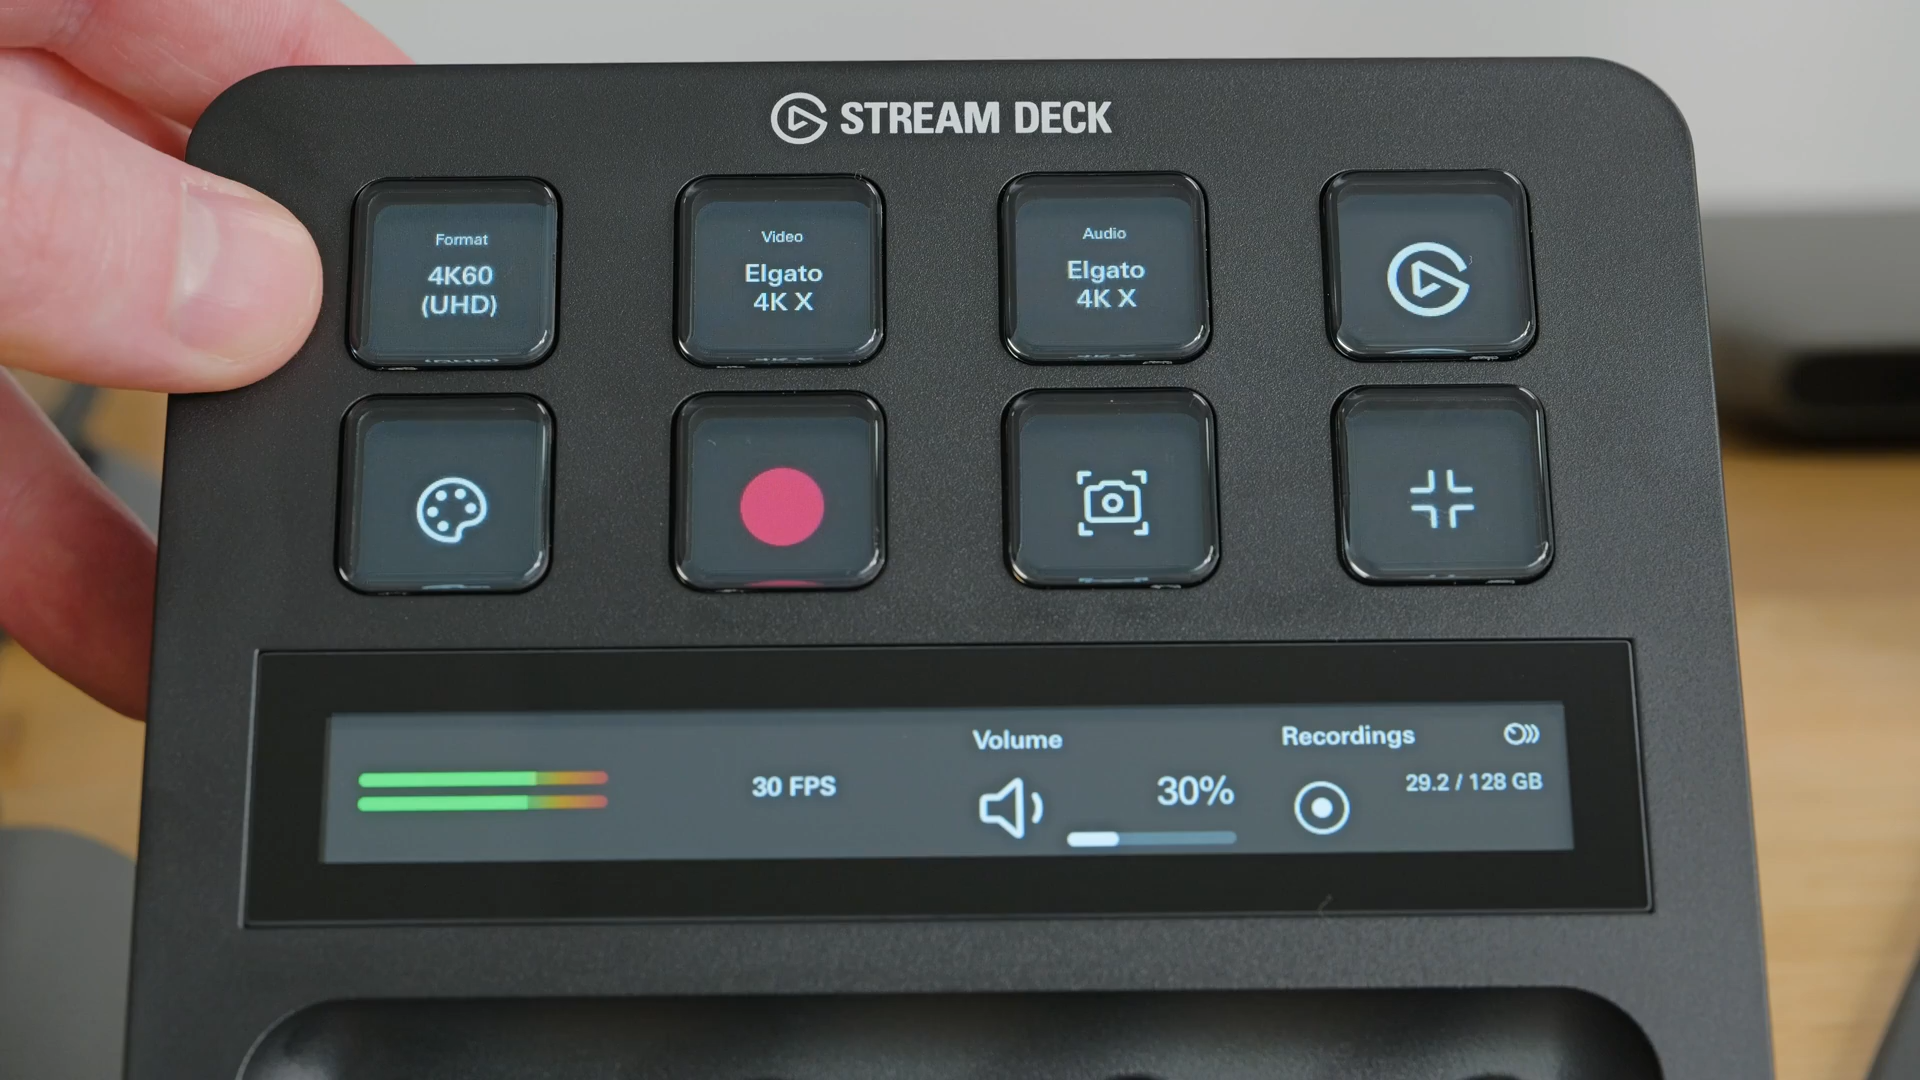 STREAM DECK
Format
4K60
(UHD)
Video
Elgato
4K X
Audio
Elgato
4K X
30 FPS
Volume
30%
Recordings
29.2 / 128 GB